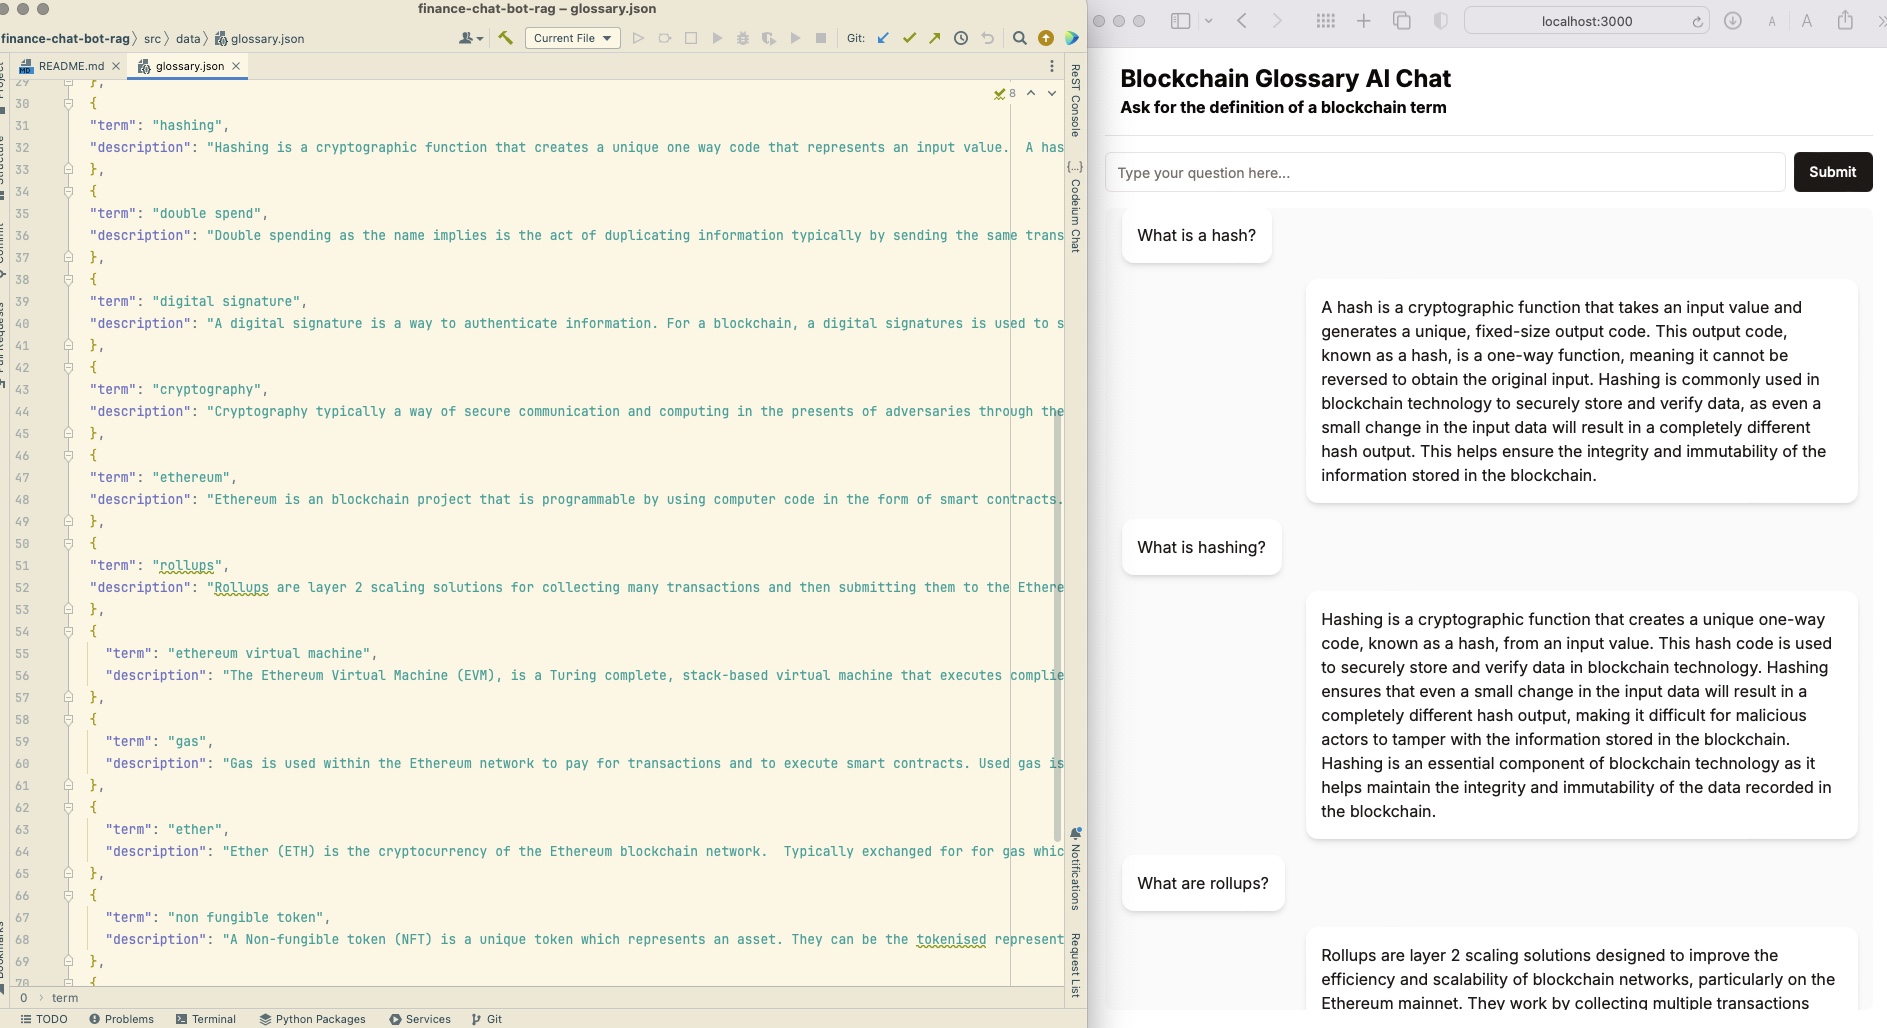 finance-chat-bot-rag – glossary.json
finance-chat-bot-rag src data glossary.json
Current File
Git:
README.md
glossary.json
Project
Structure
Commit
Pull Requests
Bookmarks
8
29 },
30 {
31 "term": "hashing",
32 "description": "Hashing is a cryptographic function that creates a unique one way code that represents an input value.  A has
33 },
34 {
35 "term": "double spend",
36 "description": "Double spending as the name implies is the act of duplicating information typically by sending the same trans
37 },
38 {
39 "term": "digital signature",
40 "description": "A digital signature is a way to authenticate information. For a blockchain, a digital signatures is used to s
41 },
42 {
43 "term": "cryptography",
44 "description": "Cryptography typically a way of secure communication and computing in the presents of adversaries through the
45 },
46 {
47 "term": "ethereum",
48 "description": "Ethereum is an blockchain project that is programmable by using computer code in the form of smart contracts.
49 },
50 {
51 "term": "rollups",
52 "description": "Rollups are layer 2 scaling solutions for collecting many transactions and then submitting them to the Ethere
53 },
54 {
55 "term": "ethereum virtual machine",
56 "description": "The Ethereum Virtual Machine (EVM), is a Turing complete, stack-based virtual machine that executes complie
57 },
58 {
59 "term": "gas",
60 "description": "Gas is used within the Ethereum network to pay for transactions and to execute smart contracts. Used gas is
61 },
62 {
63 "term": "ether",
64 "description": "Ether (ETH) is the cryptocurrency of the Ethereum blockchain network.  Typically exchanged for for gas whic
65 },
66 {
67 "term": "non fungible token",
68 "description": "A Non-fungible token (NFT) is a unique token which represents an asset. They can be the tokenised represent
69 },
70 {
0 term
TODO Problems Terminal Python Packages Services Git
ReST Console
{...} Codeium Chat
Notifications
Request List
localhost:3000
A A
Blockchain Glossary AI Chat
Ask for the definition of a blockchain term
Type your question here...
Submit
What is a hash?
A hash is a cryptographic function that takes an input value and
generates a unique, fixed-size output code. This output code,
known as a hash, is a one-way function, meaning it cannot be
reversed to obtain the original input. Hashing is commonly used in
blockchain technology to securely store and verify data, as even a
small change in the input data will result in a completely different
hash output. This helps ensure the integrity and immutability of the
information stored in the blockchain.
What is hashing?
Hashing is a cryptographic function that creates a unique one-way
code, known as a hash, from an input value. This hash code is used
to securely store and verify data in blockchain technology. Hashing
ensures that even a small change in the input data will result in a
completely different hash output, making it difficult for malicious
actors to tamper with the information stored in the blockchain.
Hashing is an essential component of blockchain technology as it
helps maintain the integrity and immutability of the data recorded in
the blockchain.
What are rollups?
Rollups are layer 2 scaling solutions designed to improve the
efficiency and scalability of blockchain networks, particularly on the
Ethereum mainnet. They work by collecting multiple transactions